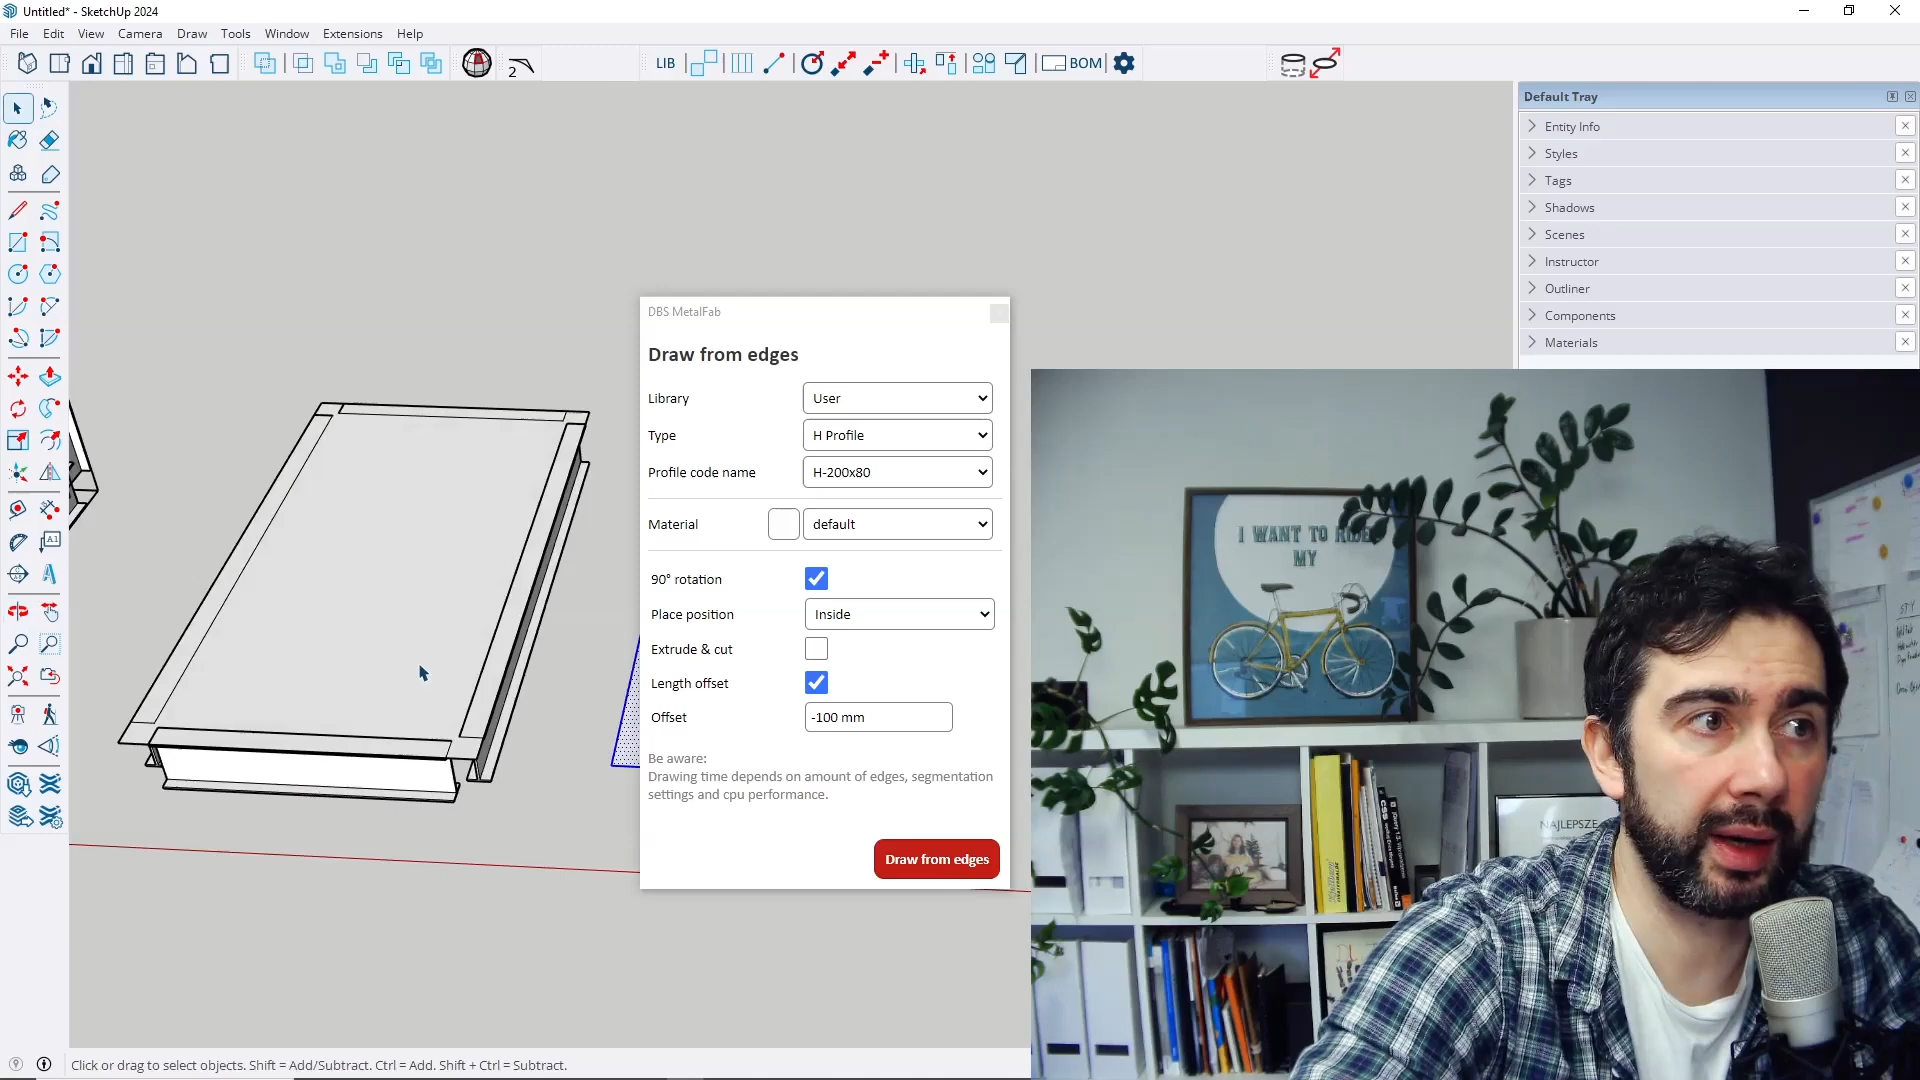 Untitled* - SketchUp 2024
File Edit View Camera Draw Tools Window Extensions Help
2
LIB
BOM
Default Tray
Entity Info
Styles
Tags
Shadows
Scenes
Instructor
Outliner
Components
Materials
A1
DBS MetalFab
Draw from edges
Library User
Type H Profile
Profile code name H-200x80
Material default
90° rotation
Place position Inside
Extrude & cut
Length offset
Offset -100 mm
Be aware:
Drawing time depends on amount of edges, segmentation
settings and cpu performance.
Draw from edges
I WANT TO RIDE
MY
NAJLEPSZE
Click or drag to select objects. Shift = Add/Subtract. Ctrl = Add. Shift + Ctrl = Subtract.